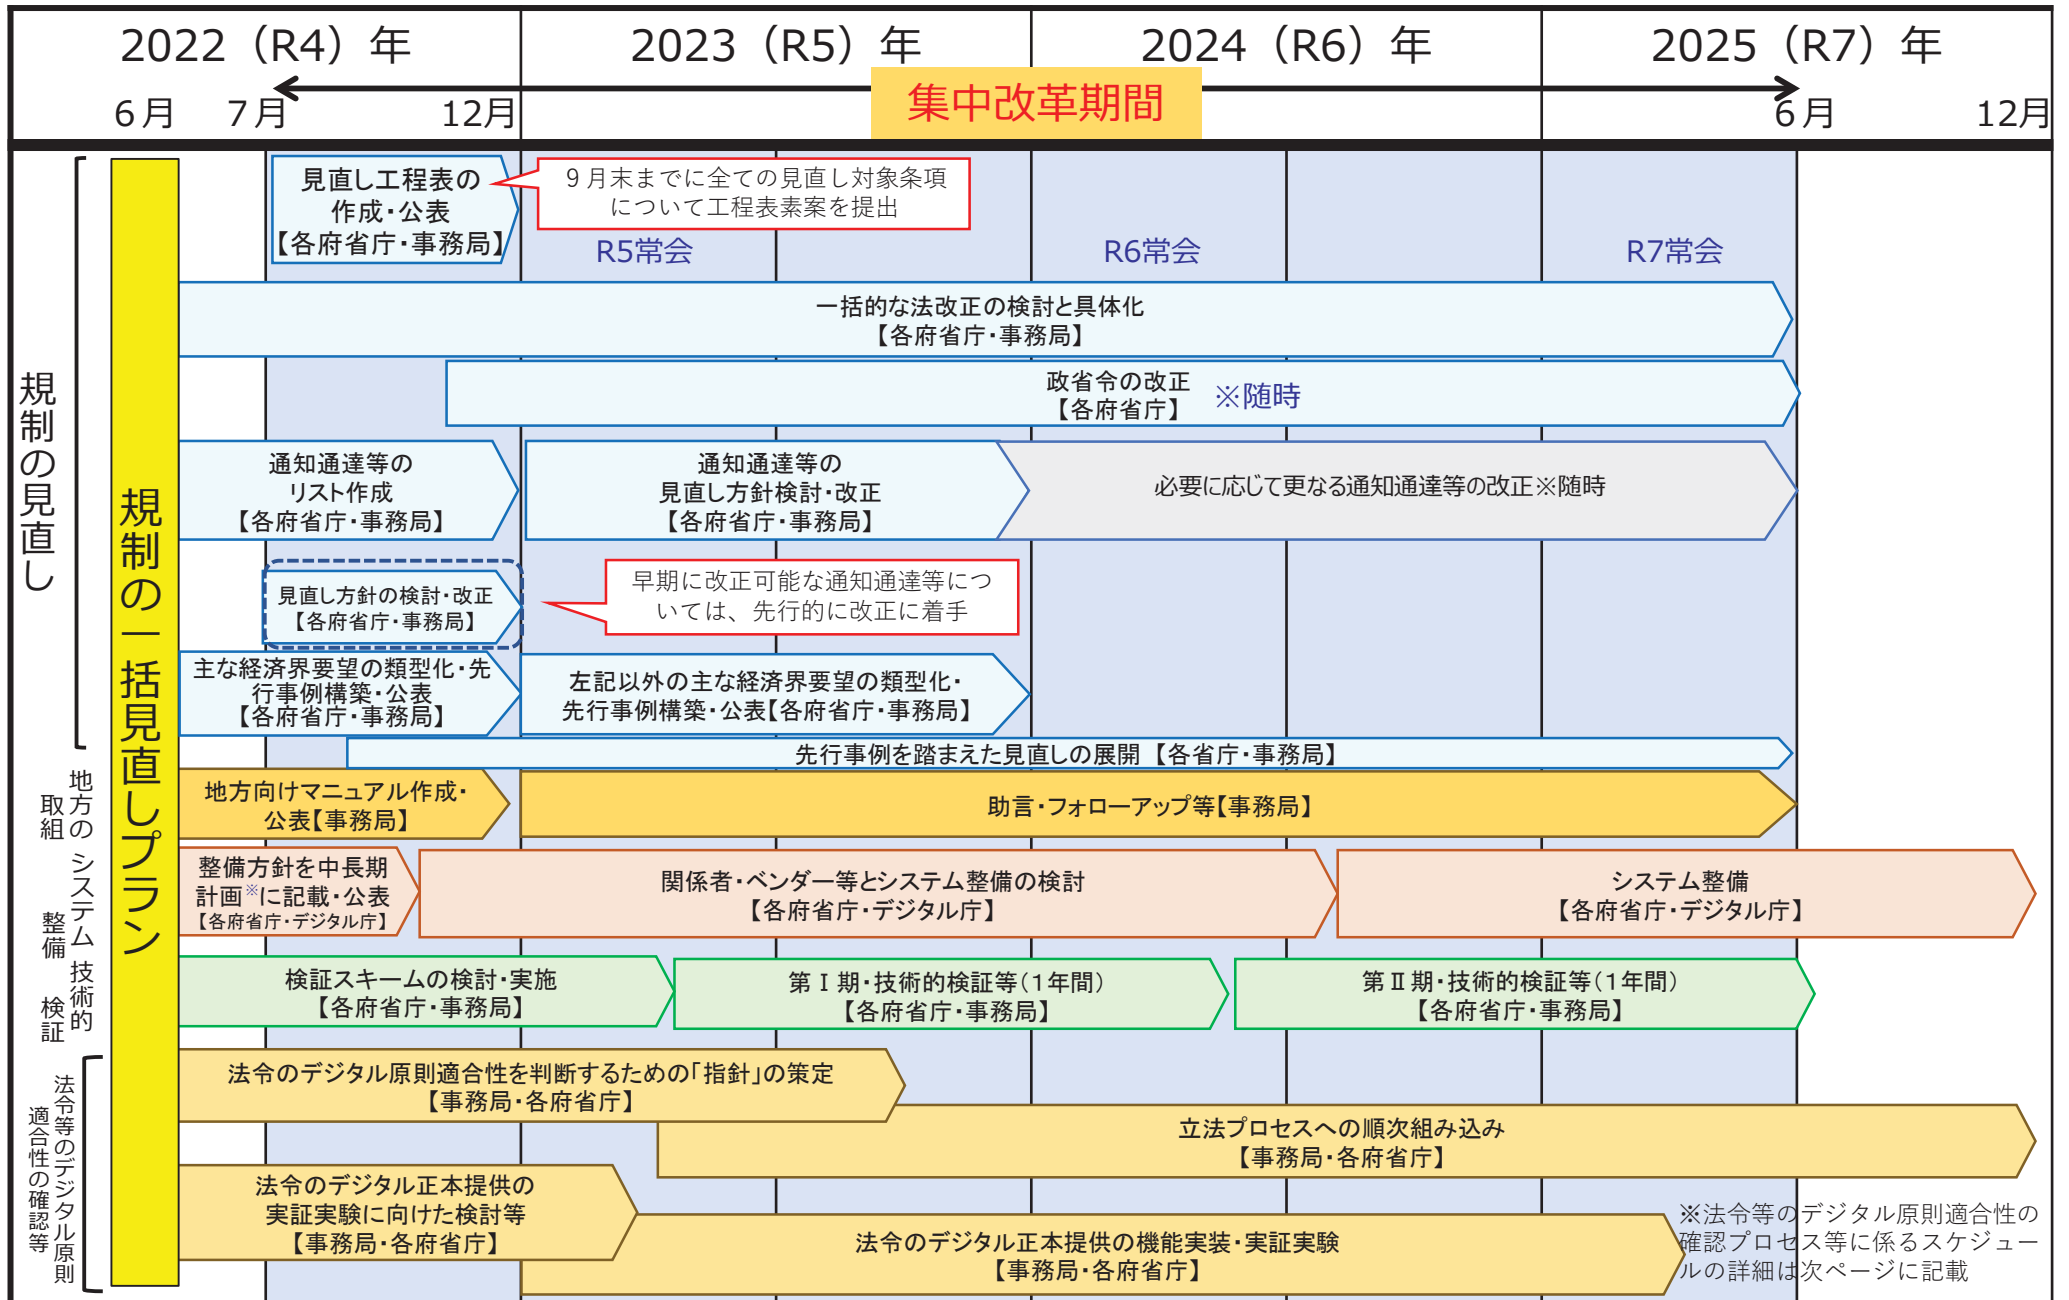 2022（R4）年
2023（R5）年
2024（R6）年
2025（R7）年
集中改革期間
６月
７月
12月
６月
12月
規制の見直し
地方の
取組
システム
整備
技術的
検証
法令等のデジタル原則
適合性の確認等
規制の一括見直しプラン
見直し工程表の
作成・公表
【各府省庁・事務局】
９月末までに全ての見直し対象条項
について工程表素案を提出
R5常会
R6常会
R7常会
一括的な法改正の検討と具体化
【各府省庁・事務局】
政省令の改正
【各府省庁】
※随時
通知通達等の
リスト作成
【各府省庁・事務局】
通知通達等の
見直し方針検討・改正
【各府省庁・事務局】
必要に応じて更なる通知通達等の改正※随時
見直し方針の検討・改正
【各府省庁・事務局】
早期に改正可能な通知通達等につ
いては、先行的に改正に着手
主な経済界要望の類型化・先
行事例構築・公表
【各府省庁・事務局】
左記以外の主な経済界要望の類型化・
先行事例構築・公表【各府省庁・事務局】
先行事例を踏まえた見直しの展開 【各省庁・事務局】
地方向けマニュアル作成・
公表【事務局】
助言・フォローアップ等【事務局】
整備方針を中長期
計画※に記載・公表
【各府省庁・デジタル庁】
関係者・ベンダー等とシステム整備の検討
【各府省庁・デジタル庁】
システム整備
【各府省庁・デジタル庁】
検証スキームの検討・実施
【各府省庁・事務局】
第Ⅰ期・技術的検証等（１年間）
【各府省庁・事務局】
第Ⅱ期・技術的検証等（１年間）
【各府省庁・事務局】
法令のデジタル原則適合性を判断するための「指針」の策定
【事務局・各府省庁】
立法プロセスへの順次組み込み
【事務局・各府省庁】
法令のデジタル正本提供の
実証実験に向けた検討等
【事務局・各府省庁】
法令のデジタル正本提供の機能実装・実証実験
【事務局・各府省庁】
※法令等のデジタル原則適合性の
確認プロセス等に係るスケジュー
ルの詳細は次ページに記載